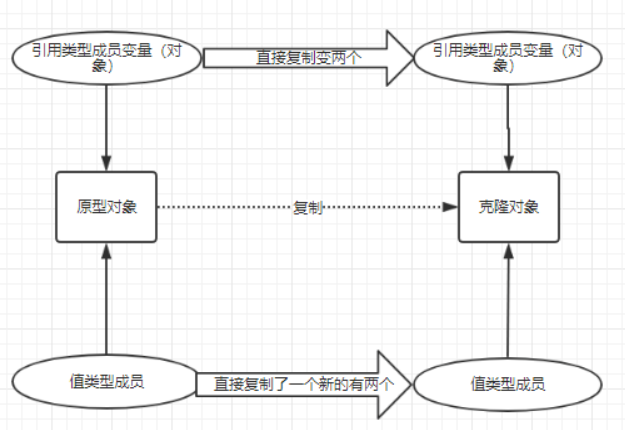 引用类型成员变量（对
象）
直接复制变两个
引用类型成员变量（对
象）
原型对象
复制
克隆对象
值类型成员
直接复制了一个新的有两个
值类型成员